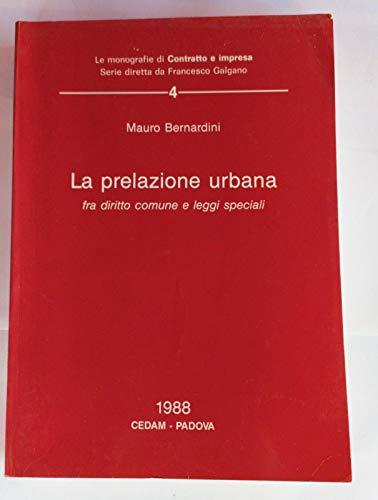 Le monografie di Contratto e impresa
Serie diretta da Francesco Galgano
4
Mauro Bernardini
La prelazione urbana
fra diritto comune e leggi speciali
1988
CEDAM - PADOVA